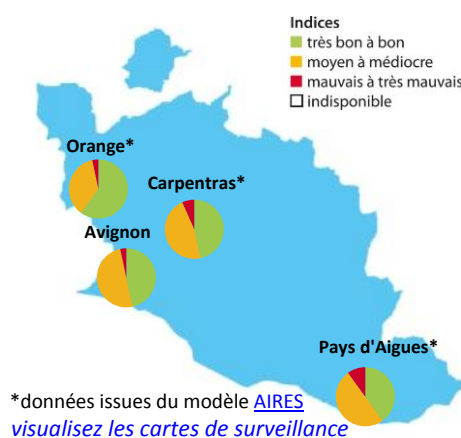 Indices
très bon à bon
moyen à médiocre
mauvais à très mauvais
indisponible
Orange*
Carpentras*
Avignon
Pays d'Aigues*
*données issues du modèle AIRES
visualisez les cartes de surveillance